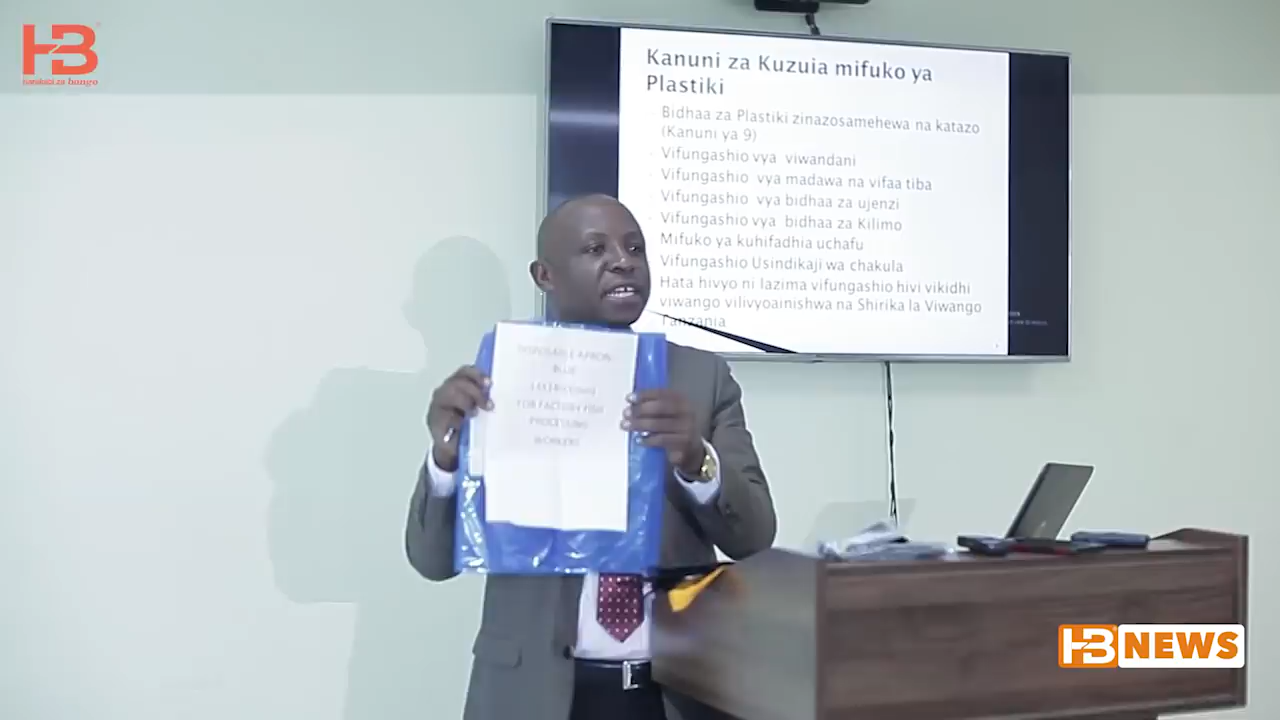 HB
®
Kanuni za Kuzuia mifuko ya
Plastiki
Bidhaa za Plastiki zinazosamehewa na katazo
(Kanuni ya 9)
Vifungashio vya viwandani
Vifungashio vya madawa na vifaa tiba
Vifungashio vya bidhaa za ujenzi
Vifungashio vya bidhaa za Kilimo
Mifuko ya kuhifadhia uchafu
Vifungashio Usindikaji wa chakula
Hata hivyo ni lazima vifungashio hivi vikidhi
viwango vilivyoainishwa na Shirika la Viwango
Tanzania
DISPOSABLE APRON
BLUE
FOR FACTORY FISH
PROCESSING
WORKERS
HB NEWS